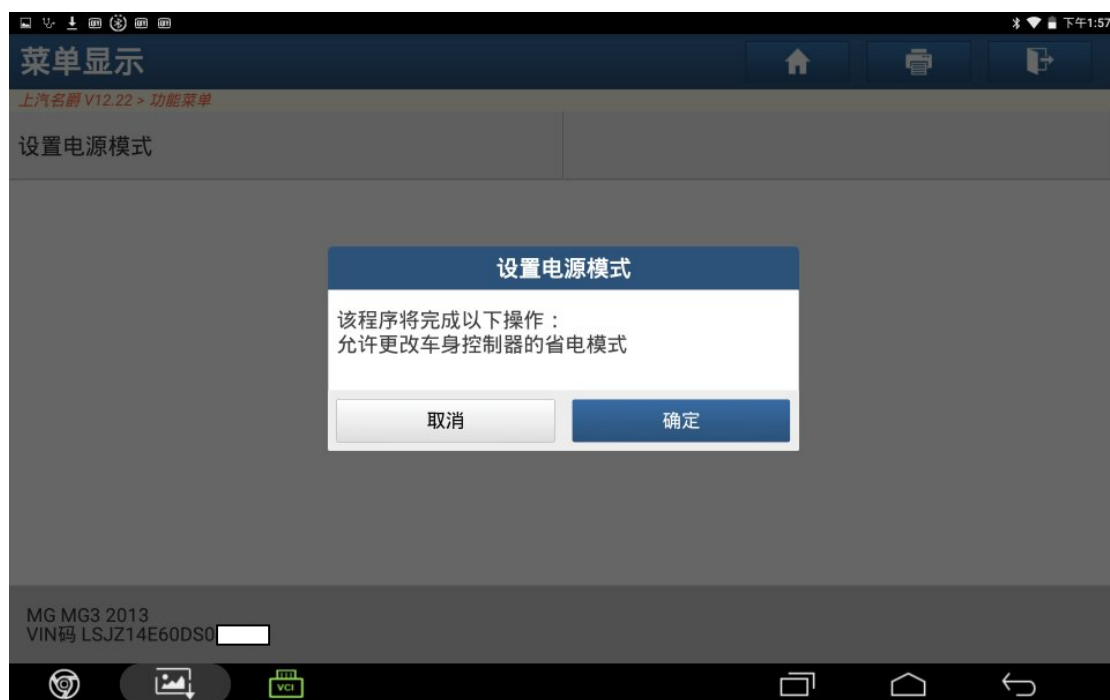 下午1:57
菜单显示
上汽名爵 V12.22 > 功能菜单
设置电源模式
设置电源模式
该程序将完成以下操作：
允许更改车身控制器的省电模式
取消
确定
MG MG3 2013
VIN码 LSJZ14E60DS0
VCI